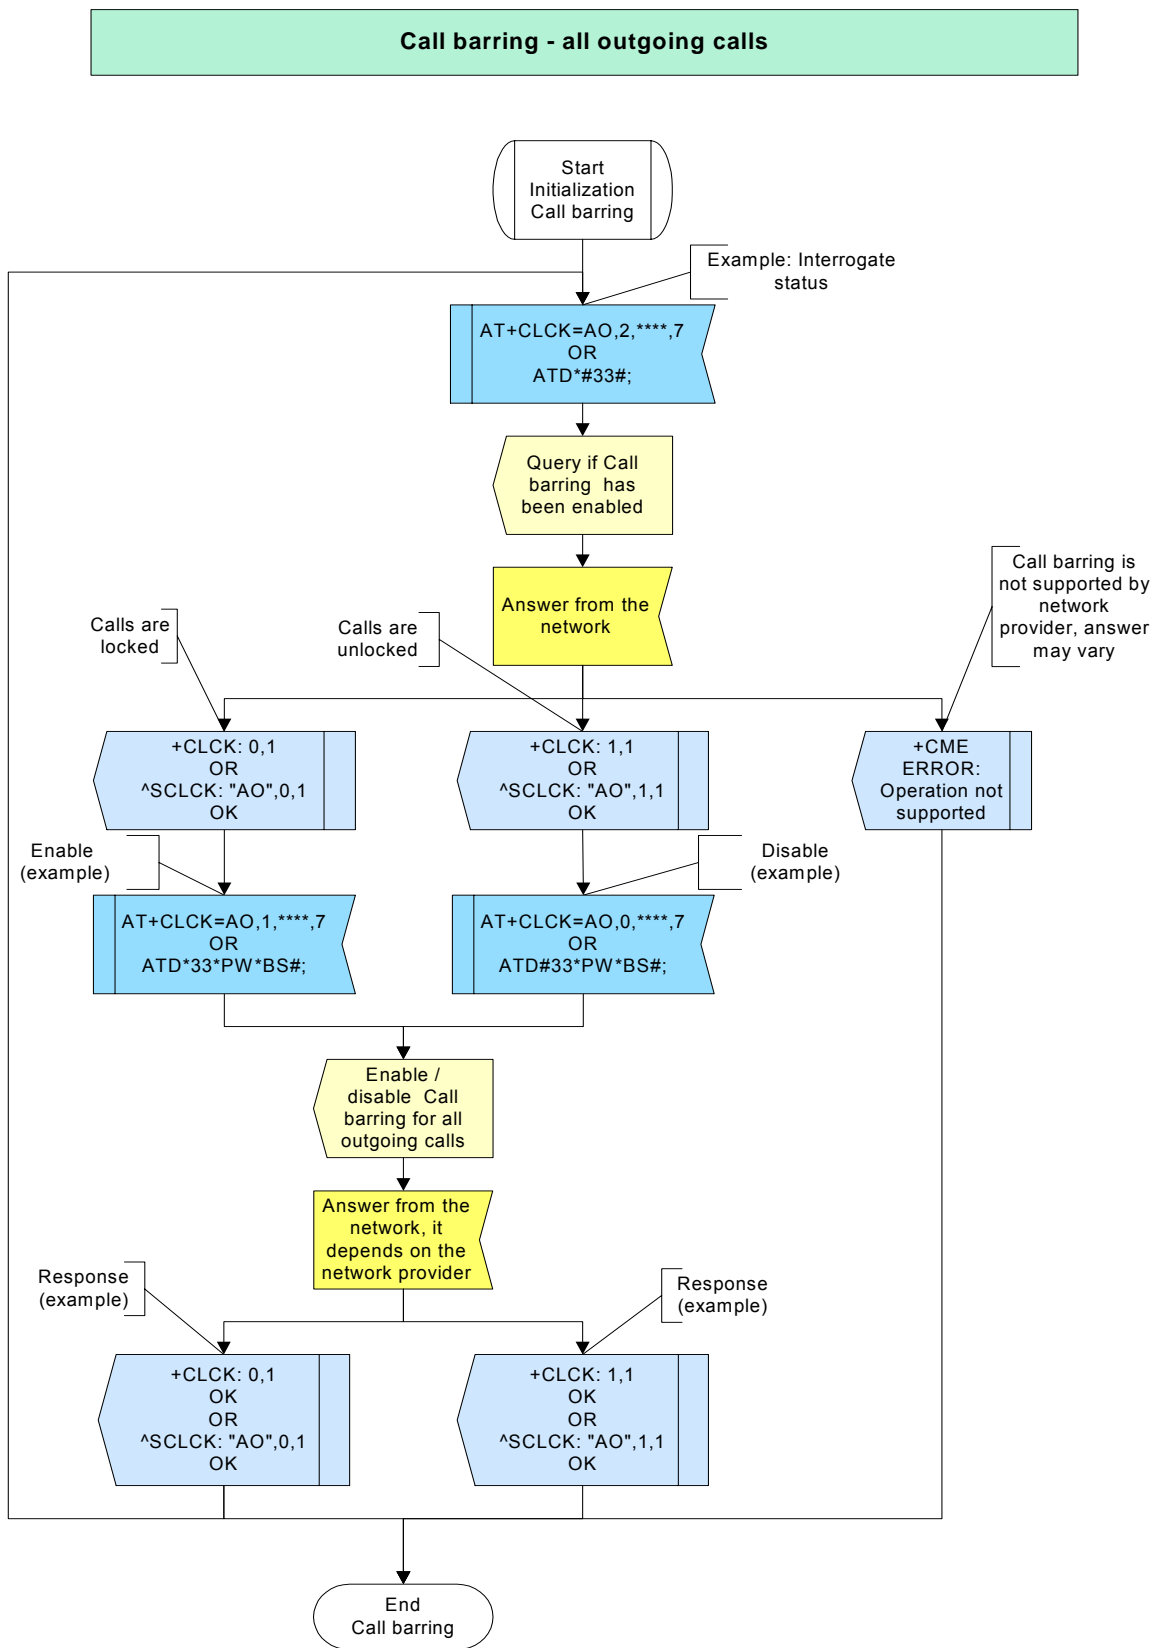 Call barring - all outgoing calls
Start
Initialization
Call barring
Example: Interrogate
status
AT+CLCK=AO,2,****,7
OR
ATD*#33#;
Query if Call
barring has
been enabled
Answer from the
network
Call barring is
not supported by
network
provider, answer
may vary
Calls are
locked
Calls are
unlocked
+CLCK: 0,1
OR
^SCLCK: "AO",0,1
OK
+CLCK: 1,1
OR
^SCLCK: "AO",1,1
OK
+CME
ERROR:
Operation not
supported
Enable
(example)
Disable
(example)
AT+CLCK=AO,1,****,7
OR
ATD*33*PW*BS#;
AT+CLCK=AO,0,****,7
OR
ATD#33*PW*BS#;
Enable /
disable Call
barring for all
outgoing calls
Answer from the
network, it
depends on the
network provider
Response
(example)
Response
(example)
+CLCK: 0,1
OK
OR
^SCLCK: "AO",0,1
OK
+CLCK: 1,1
OK
OR
^SCLCK: "AO",1,1
OK
End
Call barring